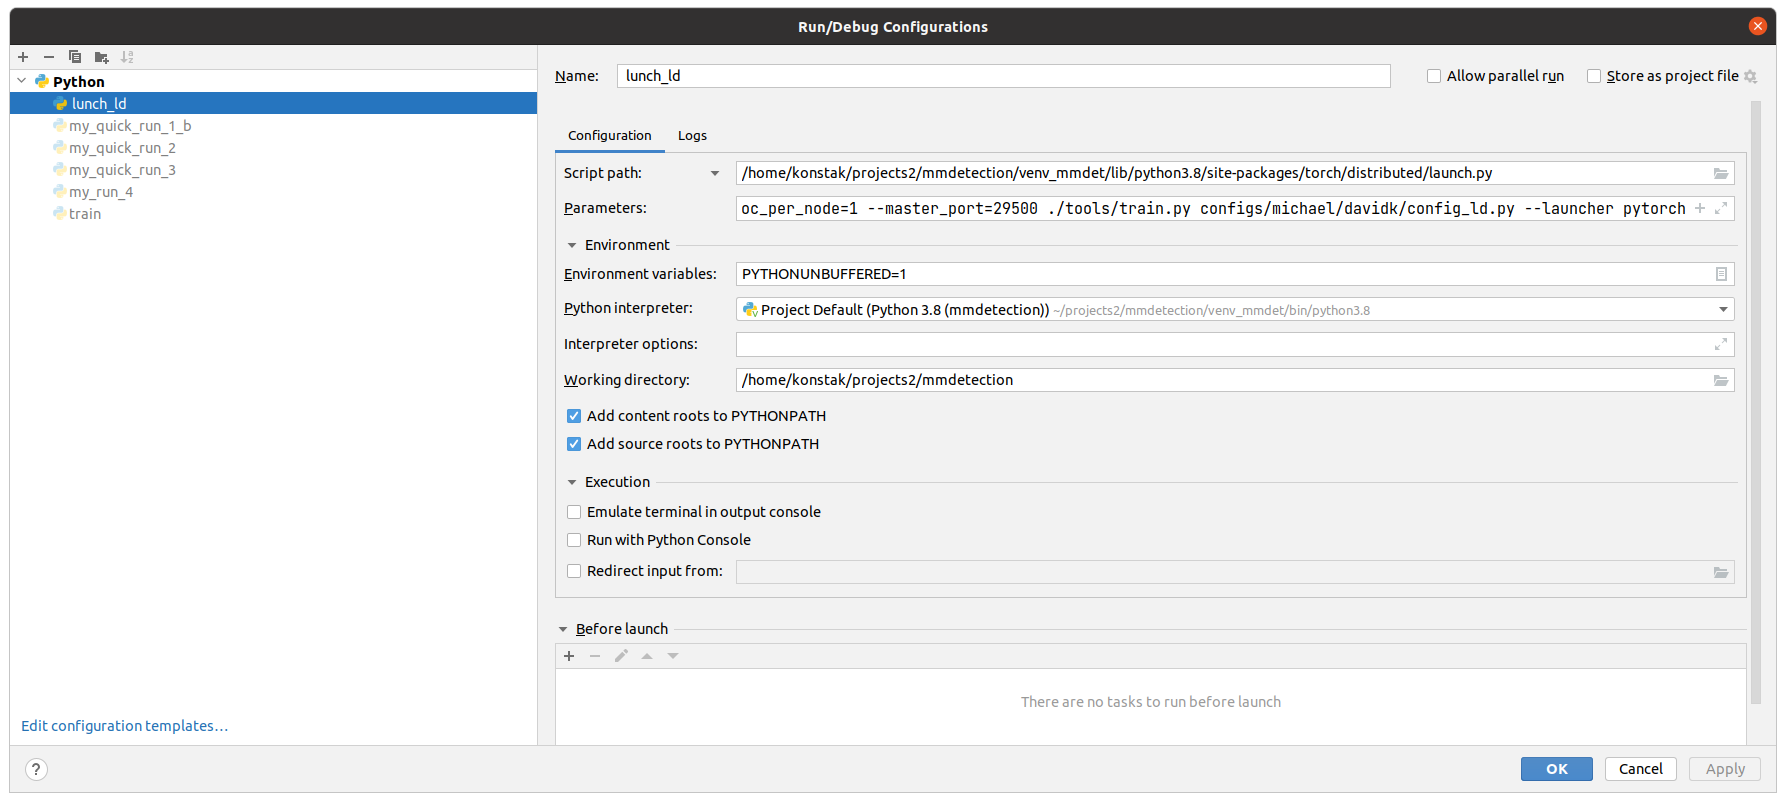 Run/Debug Configurations
Python
lunch_ld
my_quick_run_1_b
my_quick_run_2
my_quick_run_3
my_run_4
train
Edit configuration templates...
Name: lunch_ld
Allow parallel run
Store as project file
Configuration Logs
Script path: /home/konstak/projects2/mmdetection/venv_mmdet/lib/python3.8/site-packages/torch/distributed/launch.py
Parameters: oc_per_node=1 --master_port=29500 ./tools/train.py configs/michael/davidk/config_ld.py --launcher pytorch
Environment
Environment variables: PYTHONUNBUFFERED=1
Python interpreter: Project Default (Python 3.8 (mmdetection)) ~/projects2/mmdetection/venv_mmdet/bin/python3.8
Interpreter options:
Working directory: /home/konstak/projects2/mmdetection
Add content roots to PYTHONPATH
Add source roots to PYTHONPATH
Execution
Emulate terminal in output console
Run with Python Console
Redirect input from:
Before launch
There are no tasks to run before launch
? OK Cancel Apply